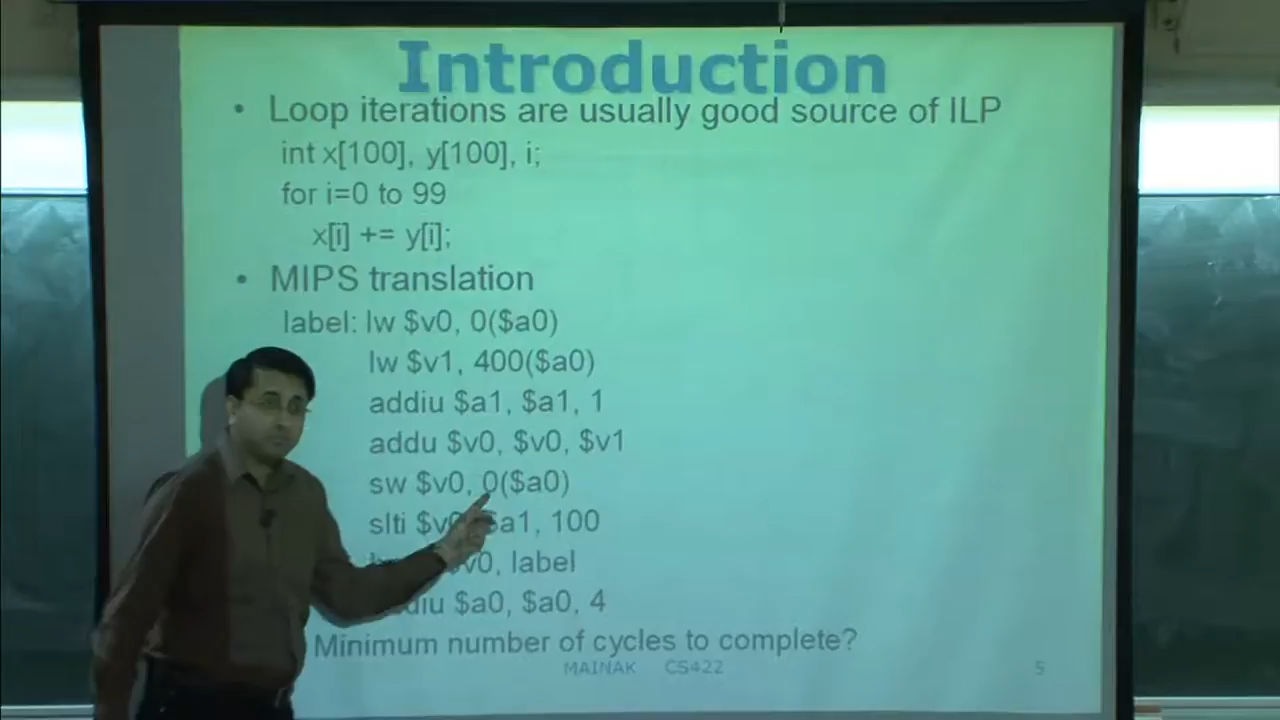 Introduction
• Loop iterations are usually good source of ILP
int x[100], y[100], i;
for i=0 to 99
x[i] += y[i];
• MIPS translation
label: lw $v0, 0($a0)
lw $v1, 400($a0)
addiu $a1, $a1, 1
addu $v0, $v0, $v1
sw $v0, 0($a0)
slti $a1, 100
label
$a0, $a0, 4
Minimum number of cycles to complete?
MAINAK CS422 5